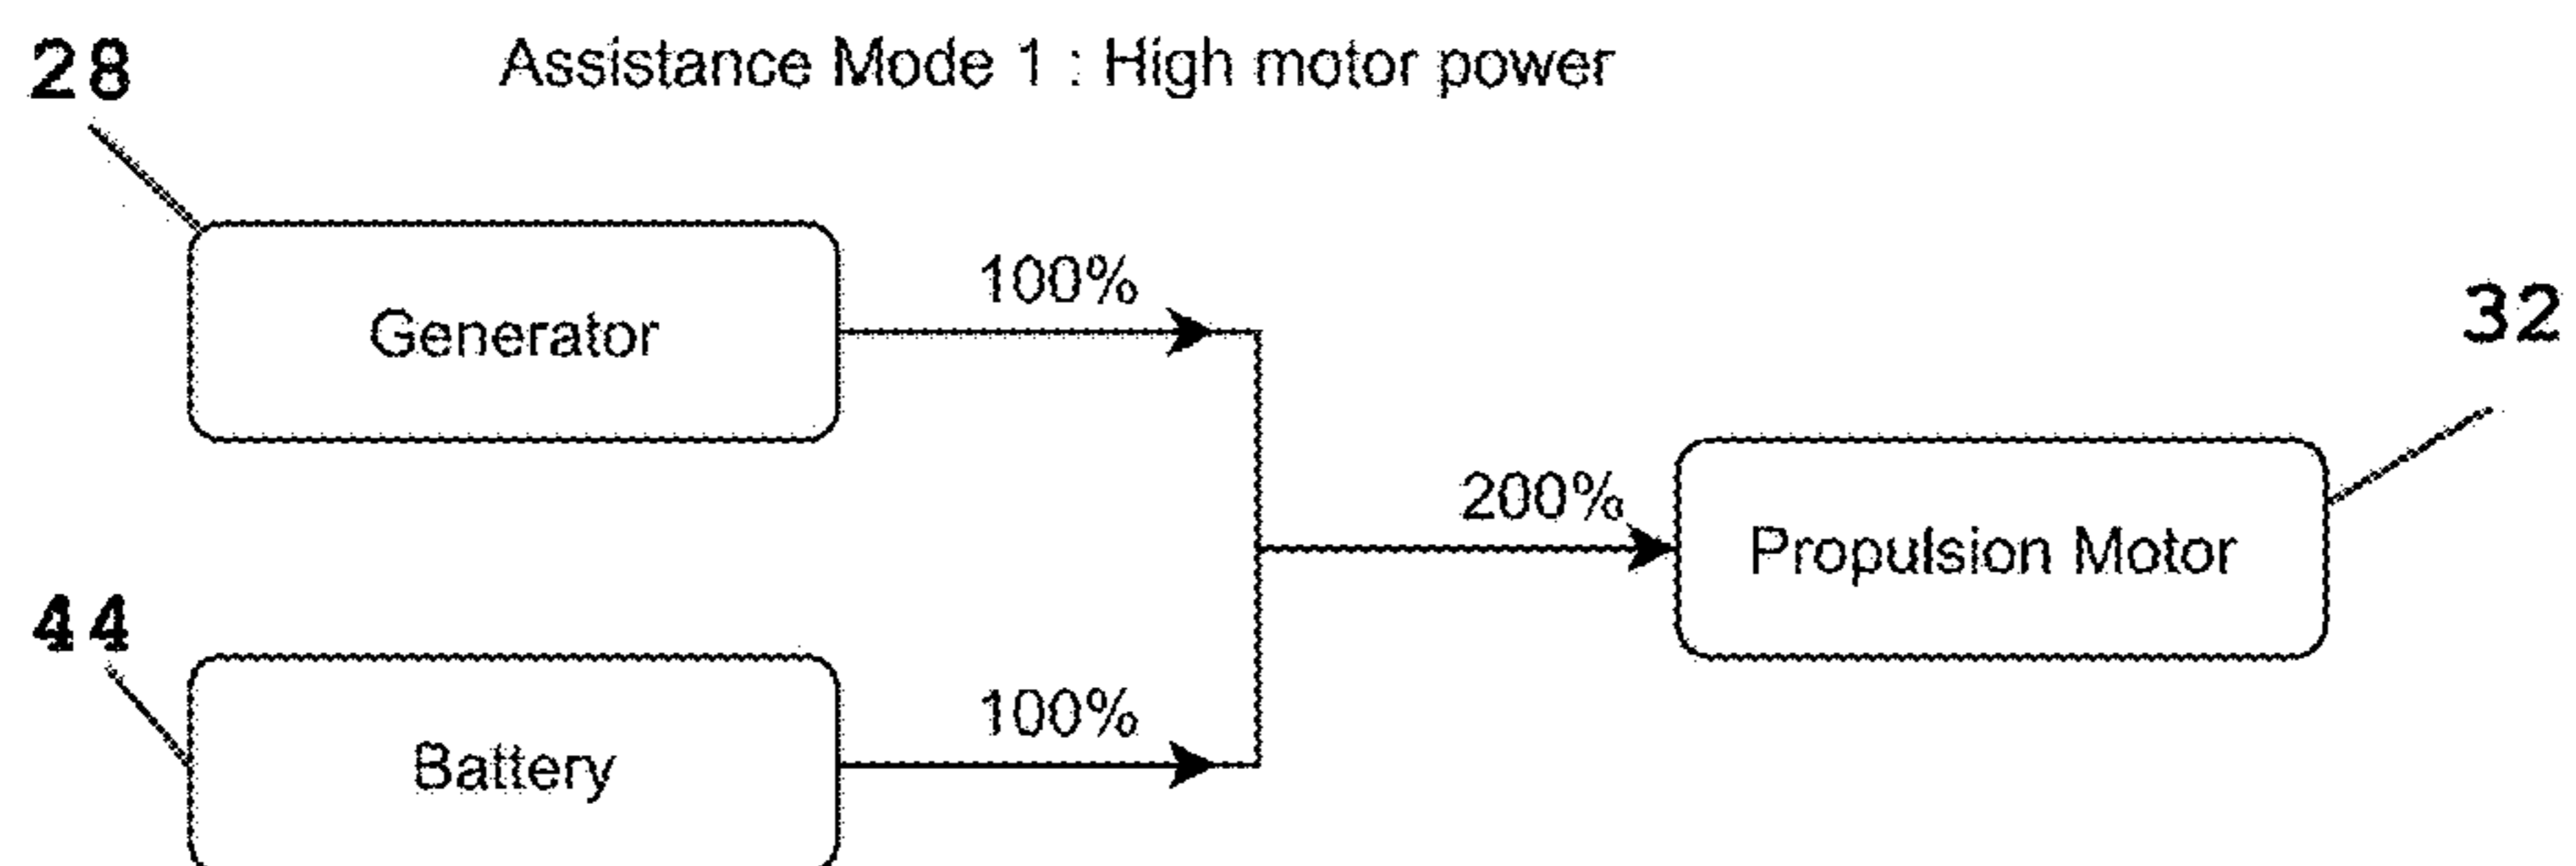 28
Assistance Mode 1 : High motor power
100%
Generator
32
200%
Propulsion Motor
44
100%
Battery